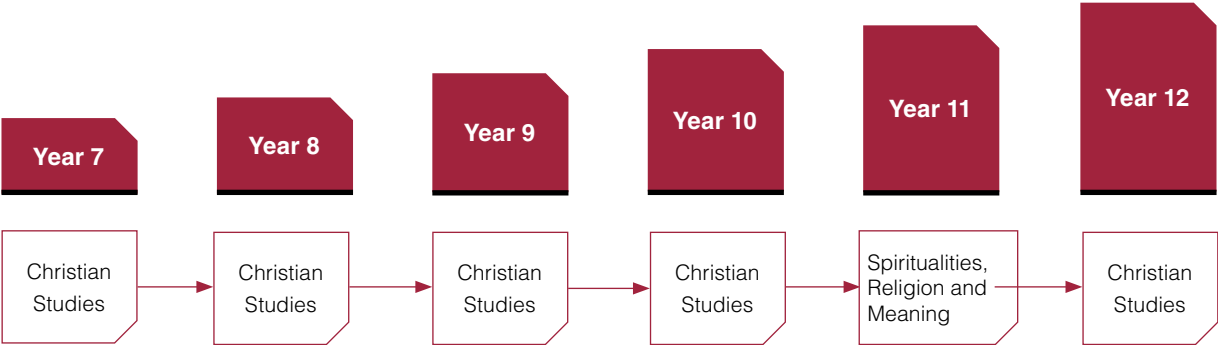 Year 7
Year 8
Year 9
Year 10
Year 11
Year 12
Christian
Studies
Christian
Studies
Christian
Studies
Christian
Studies
Spiritualities,
Religion and
Meaning
Christian
Studies